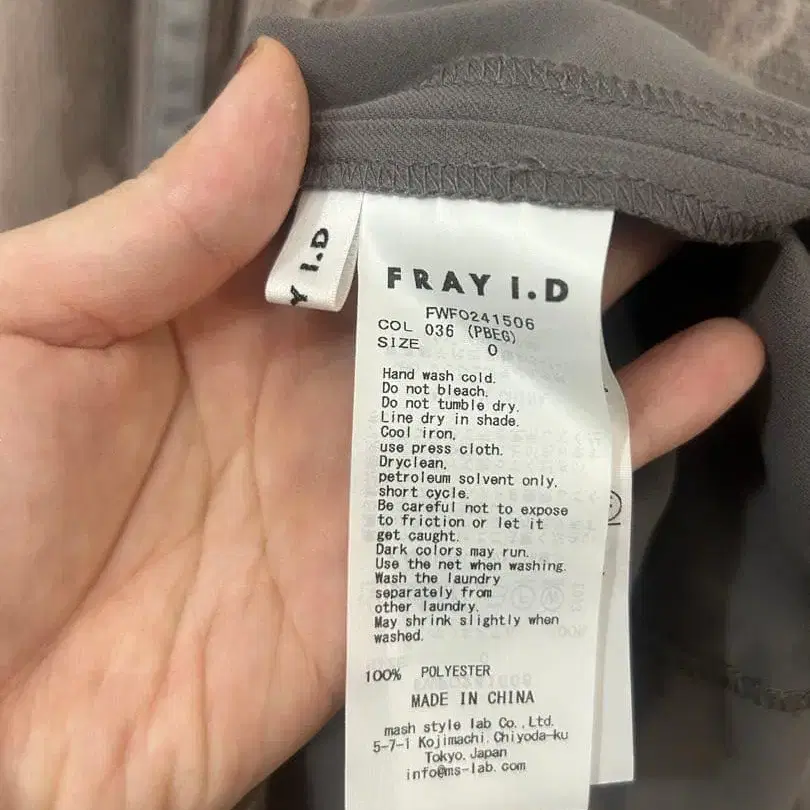 Y I.D
FRAY I.D
FWFO241506
COL 036 (PBEG)
SIZE 0
Hand wash cold.
Do not bleach.
Do not tumble dry.
Line dry in shade.
Cool iron,
use press cloth.
Dryclean,
petroleum solvent only,
short cycle.
Be careful not to expose
to friction or let it
get caught.
Dark colors may run.
Use the net when washing.
Wash the laundry
separately from
other laundry.
May shrink slightly when
washed.
100% POLYESTER
MADE IN CHINA
mash style lab Co.,Ltd.
5-7-1 Kojimachi, Chiyoda-ku
Tokyo, Japan
info@ms-lab.com